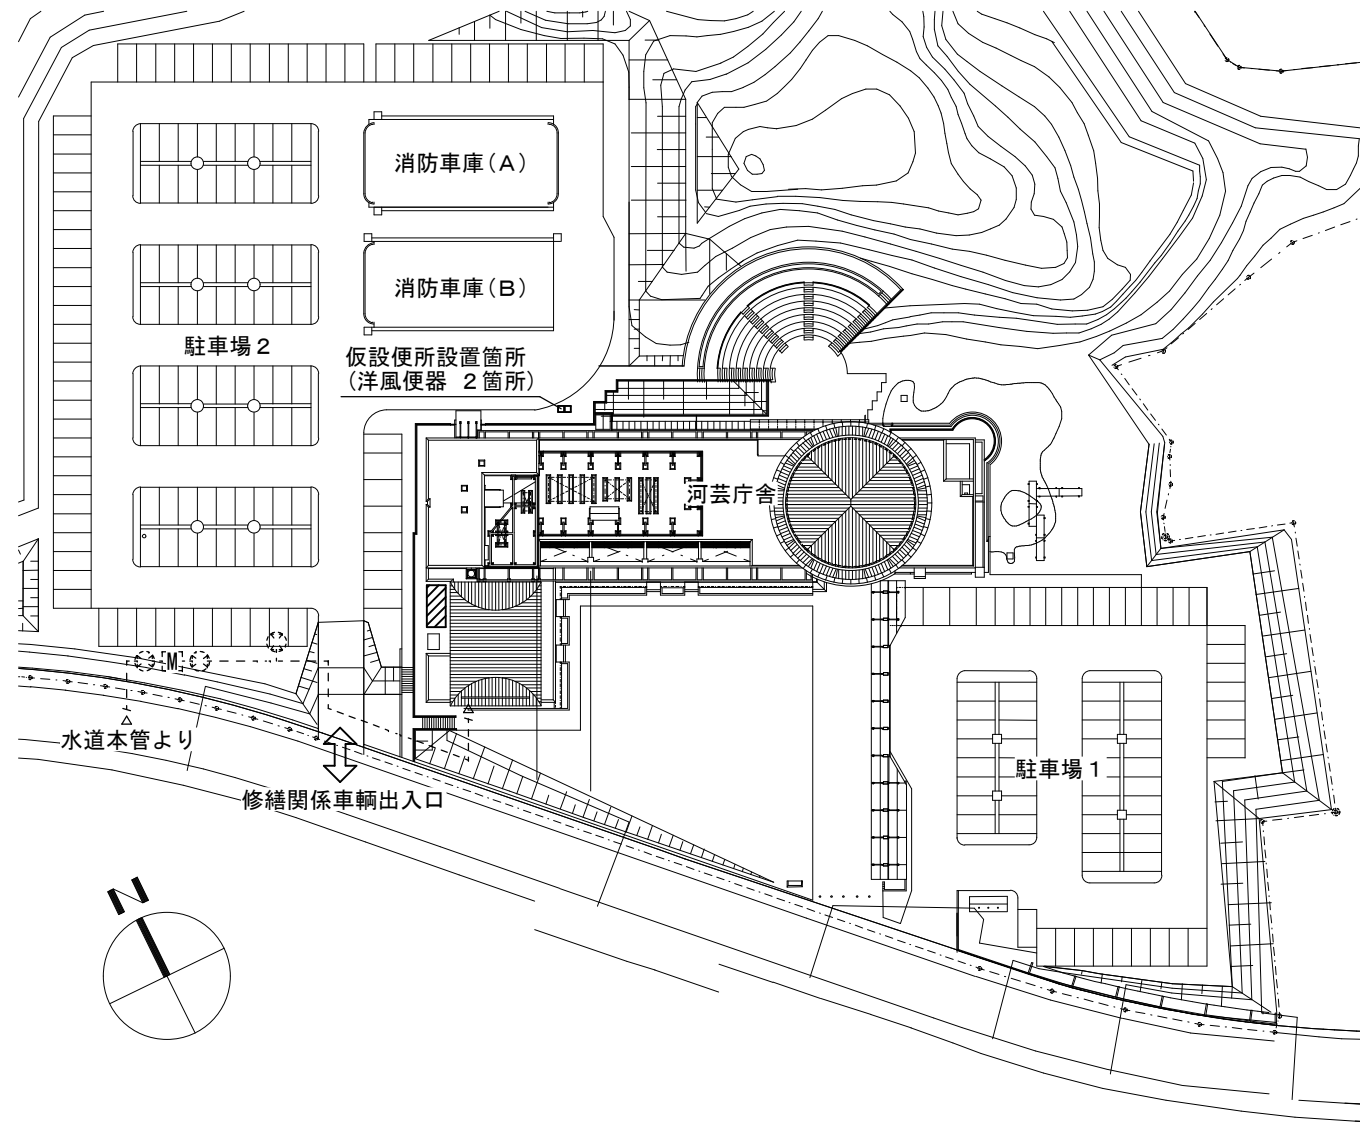 消防車庫（Ａ）
消防車庫（Ｂ）
駐車場２
仮設便所設置箇所
（洋風便器　２箇所）
河芸庁舎
M
水道本管より
駐車場１
修繕関係車輌出入口
N